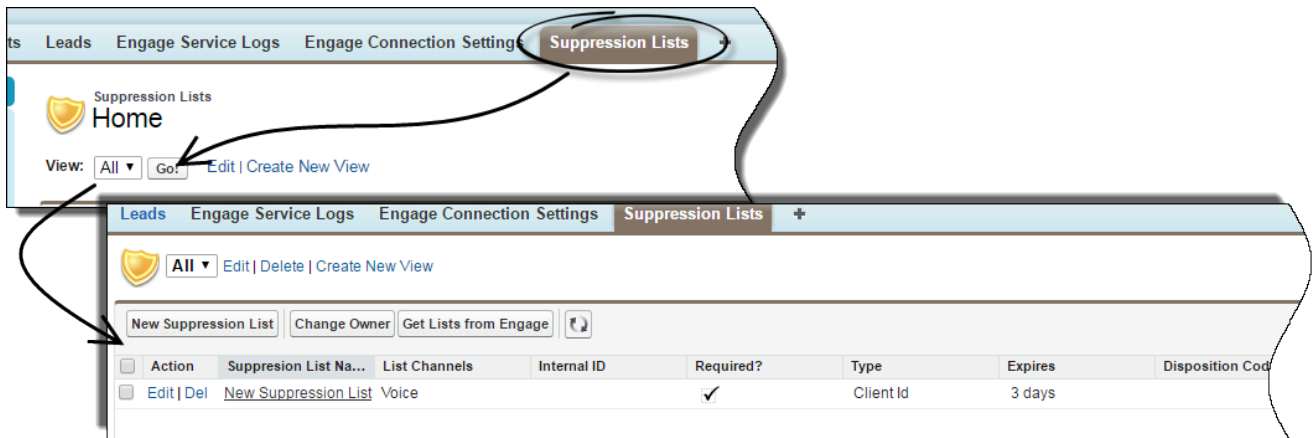 ts Leads Engage Service Logs Engage Connection Settings Suppression Lists +
Suppression Lists
Home
View: All Go! Edit | Create New View
Leads Engage Service Logs Engage Connection Settings Suppression Lists +
All Edit | Delete | Create New View
New Suppression List Change Owner Get Lists from Engage
Action Suppresion List Na... List Channels Internal ID Required? Type Expires Disposition Cod
Edit | Del New Suppression List Voice Client Id 3 days